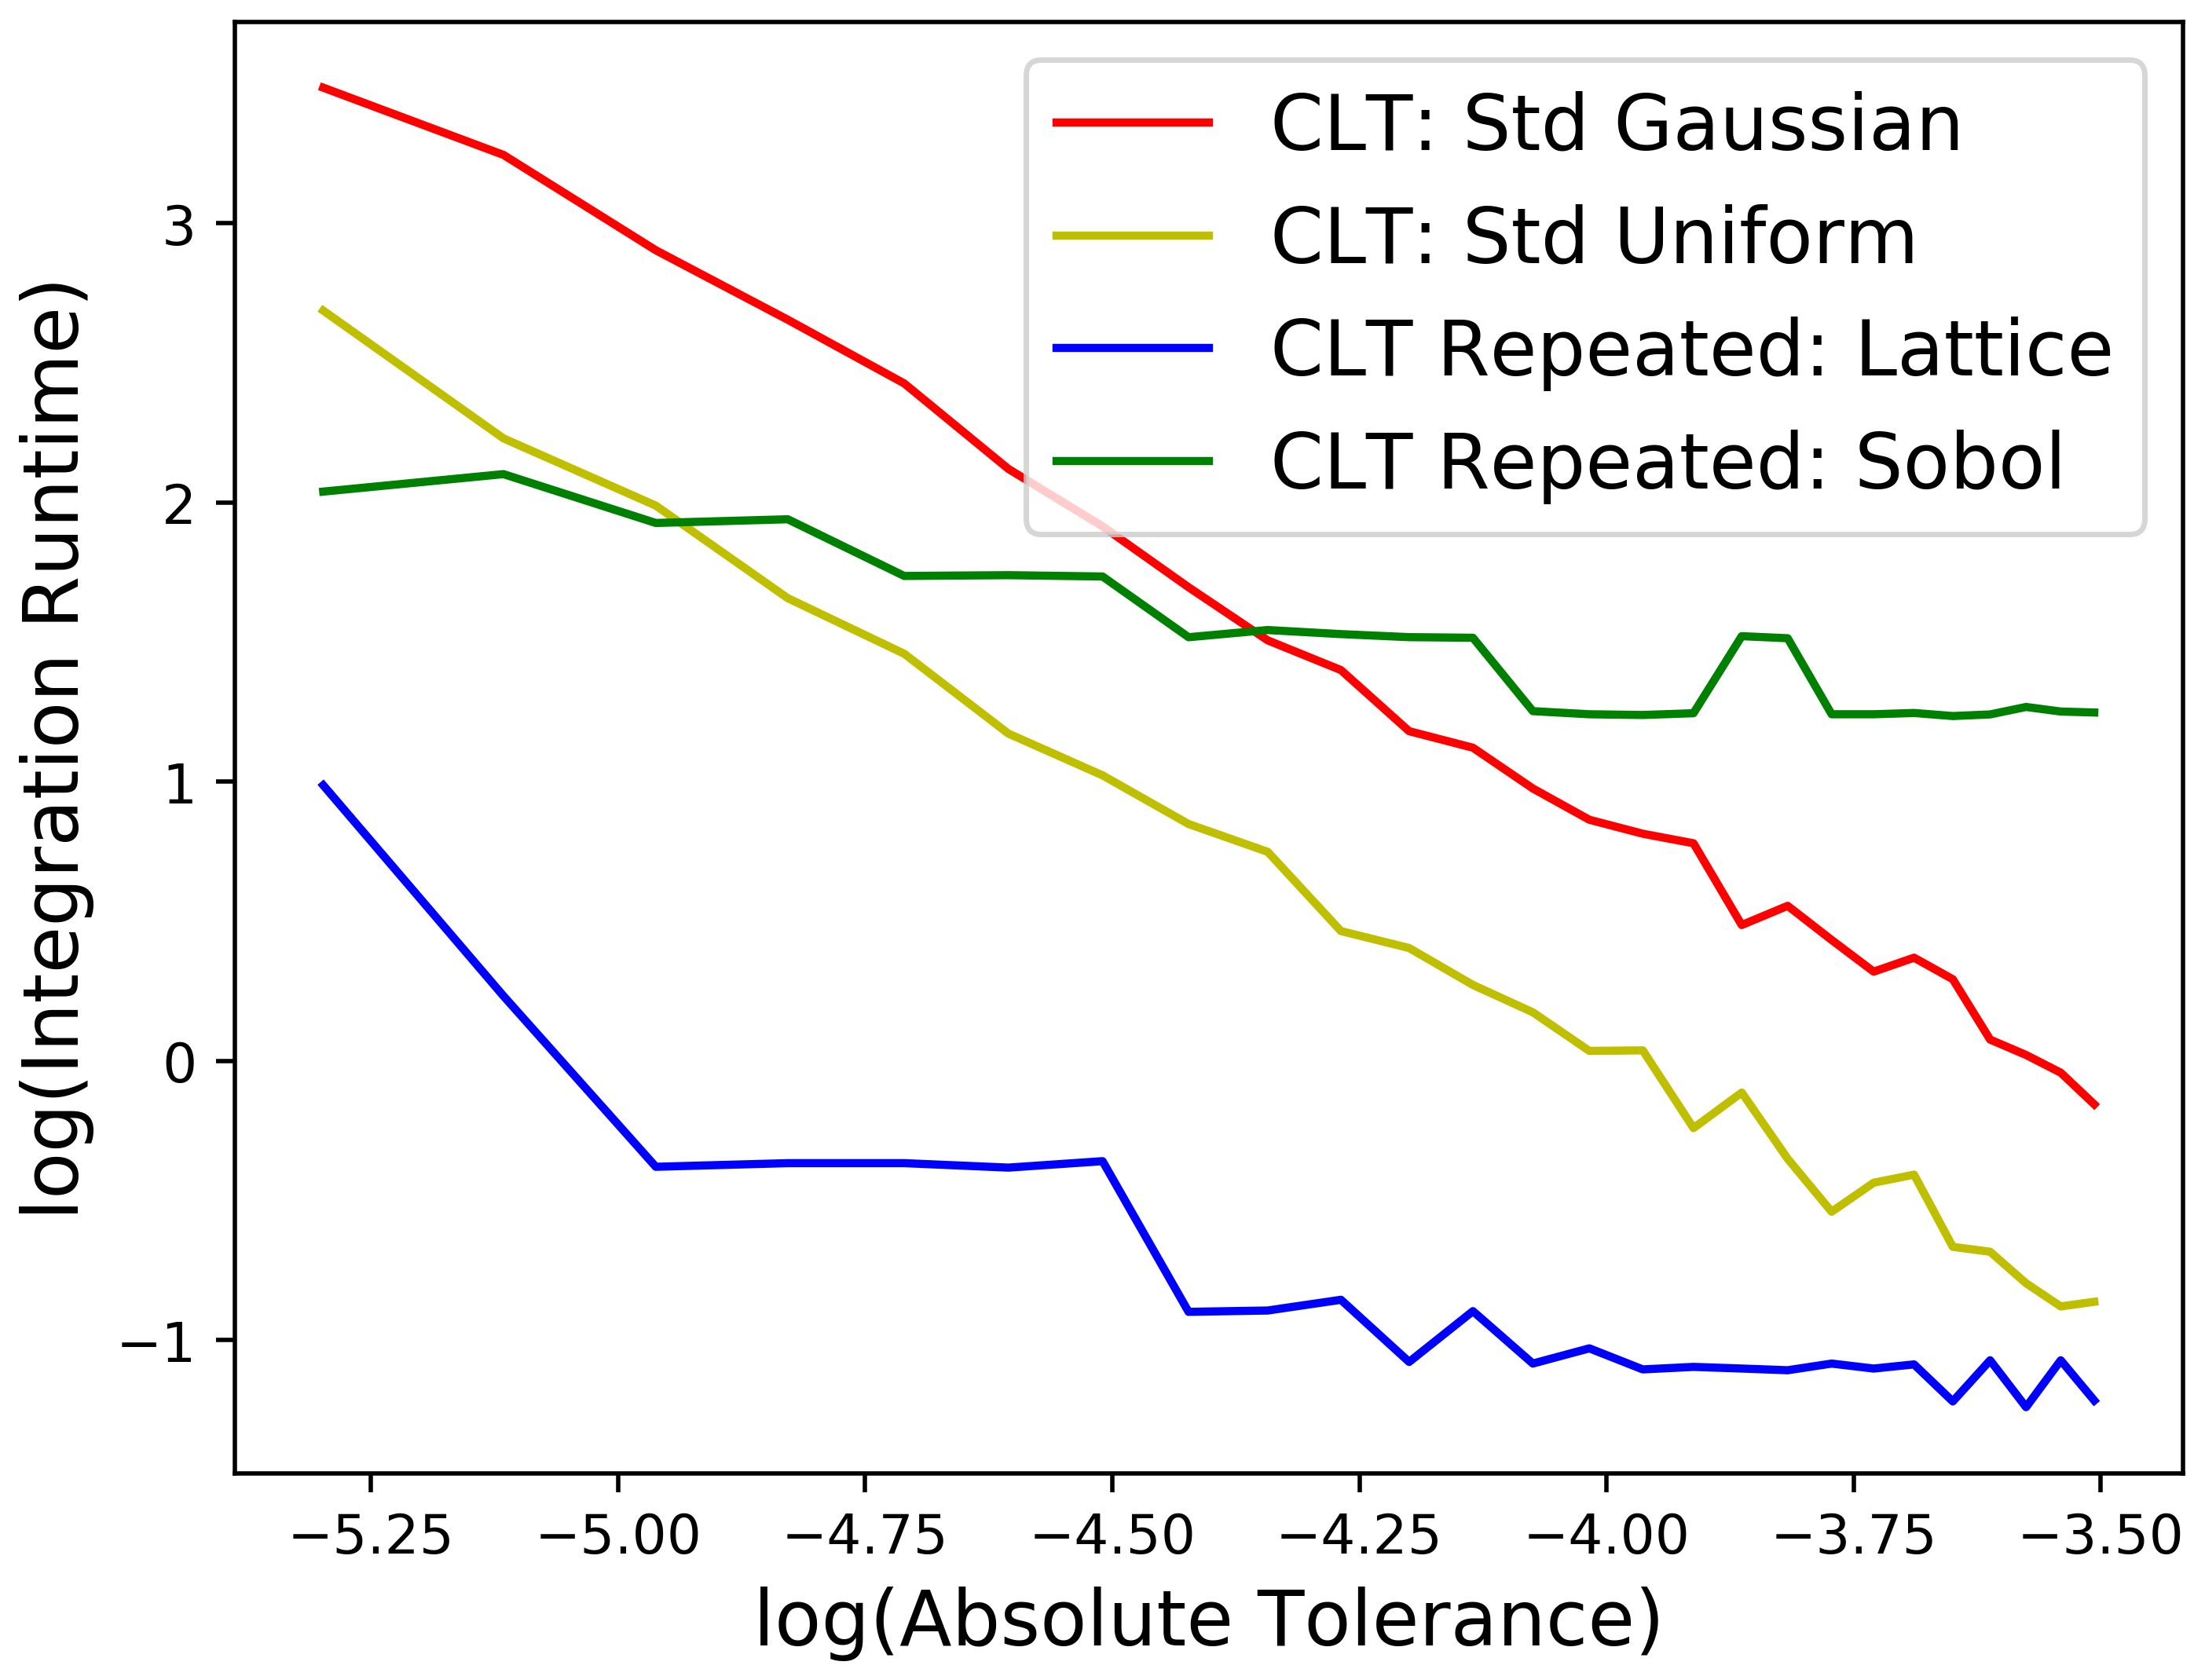 CLT: Std Gaussian
CLT: Std Uniform
CLT Repeated: Lattice
CLT Repeated: Sobol
log(Integration Runtime)
3
2
1
0
−1
−5.25 −5.00 −4.75 −4.50 −4.25 −4.00 −3.75 −3.50
log(Absolute Tolerance)